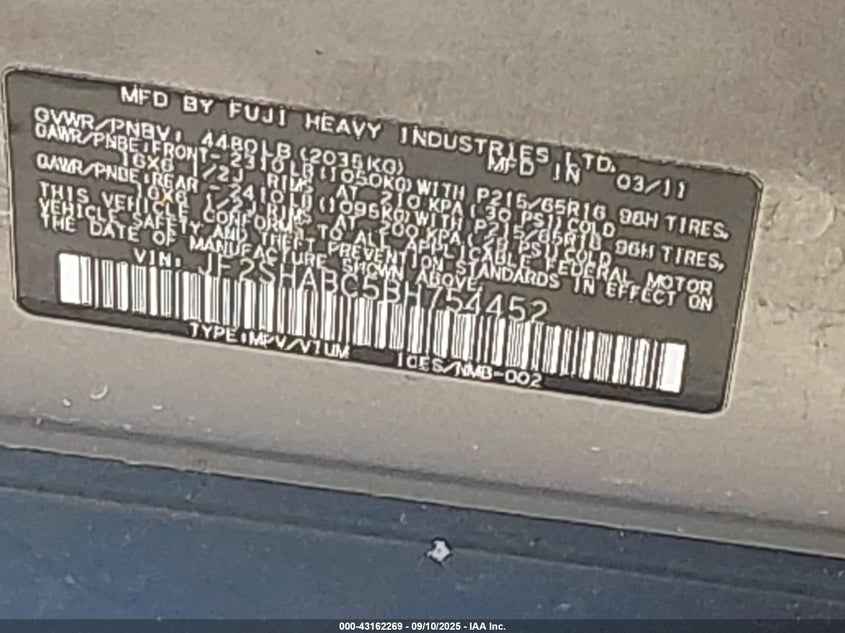 MFD BY FUJI HEAVY INDUSTRIES,LTD.
GVWR/PNBV: 4480LB(2035KG) MFD IN 03/11
GAWR/PNBE:FRONT- 2310LB(1050KG)WITH P215/65R16 96H TIRES,
16X6 1/2J RIMS AT 210 KPA(30 PSI)COLD
GAWR/PNBE:REAR - 2410LB(1095KG)WITH P215/65R16 96H TIRES,
16X6 1/2J RIMS AT 200 KPA(29 PSI)COLD
THIS VEHICLE CONFORMS TO ALL APPLICABLE FEDERAL MOTOR
VEHICLE SAFETY AND THEFT PREVENTION STANDARDS IN EFFECT ON
THE DATE OF MANUFACTURE SHOWN ABOVE.
VIN: JF2SHABC5BH754452
TYPE:MPV/VTUM ICES/NMB-002
000-43162269 - 09/10/2025 - IAA Inc.